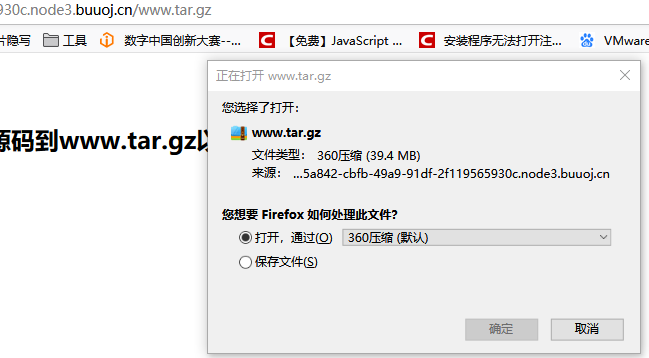 930c.node3.buuoj.cn/www.tar.gz
片隐写 工具 数字中国创新大赛--... 【免费】JavaScript ... 安装程序无法打开注... VMware
源码到www.tar.gz以
正在打开 www.tar.gz
您选择了打开：
www.tar.gz
文件类型： 360压缩 (39.4 MB)
来源： ...5a842-cbfb-49a9-91df-2f119565930c.node3.buuoj.cn
您想要 Firefox 如何处理此文件?
打开，通过(O) 360压缩 (默认)
保存文件(S)
确定 取消